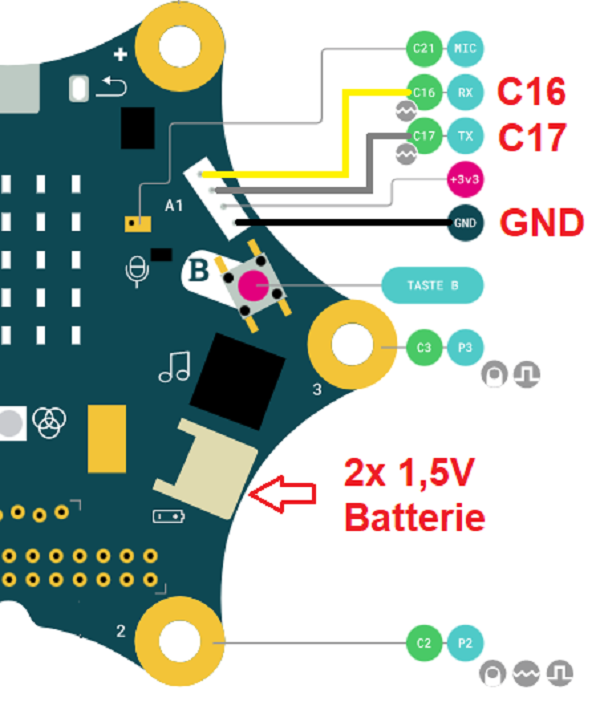 +
C21 MIC
C16 RX C16
C17 TX C17
+3v3
A1
GND GND
B
TASTE B
C3 P3
3
2x 1,5V
Batterie
2
C2 P2